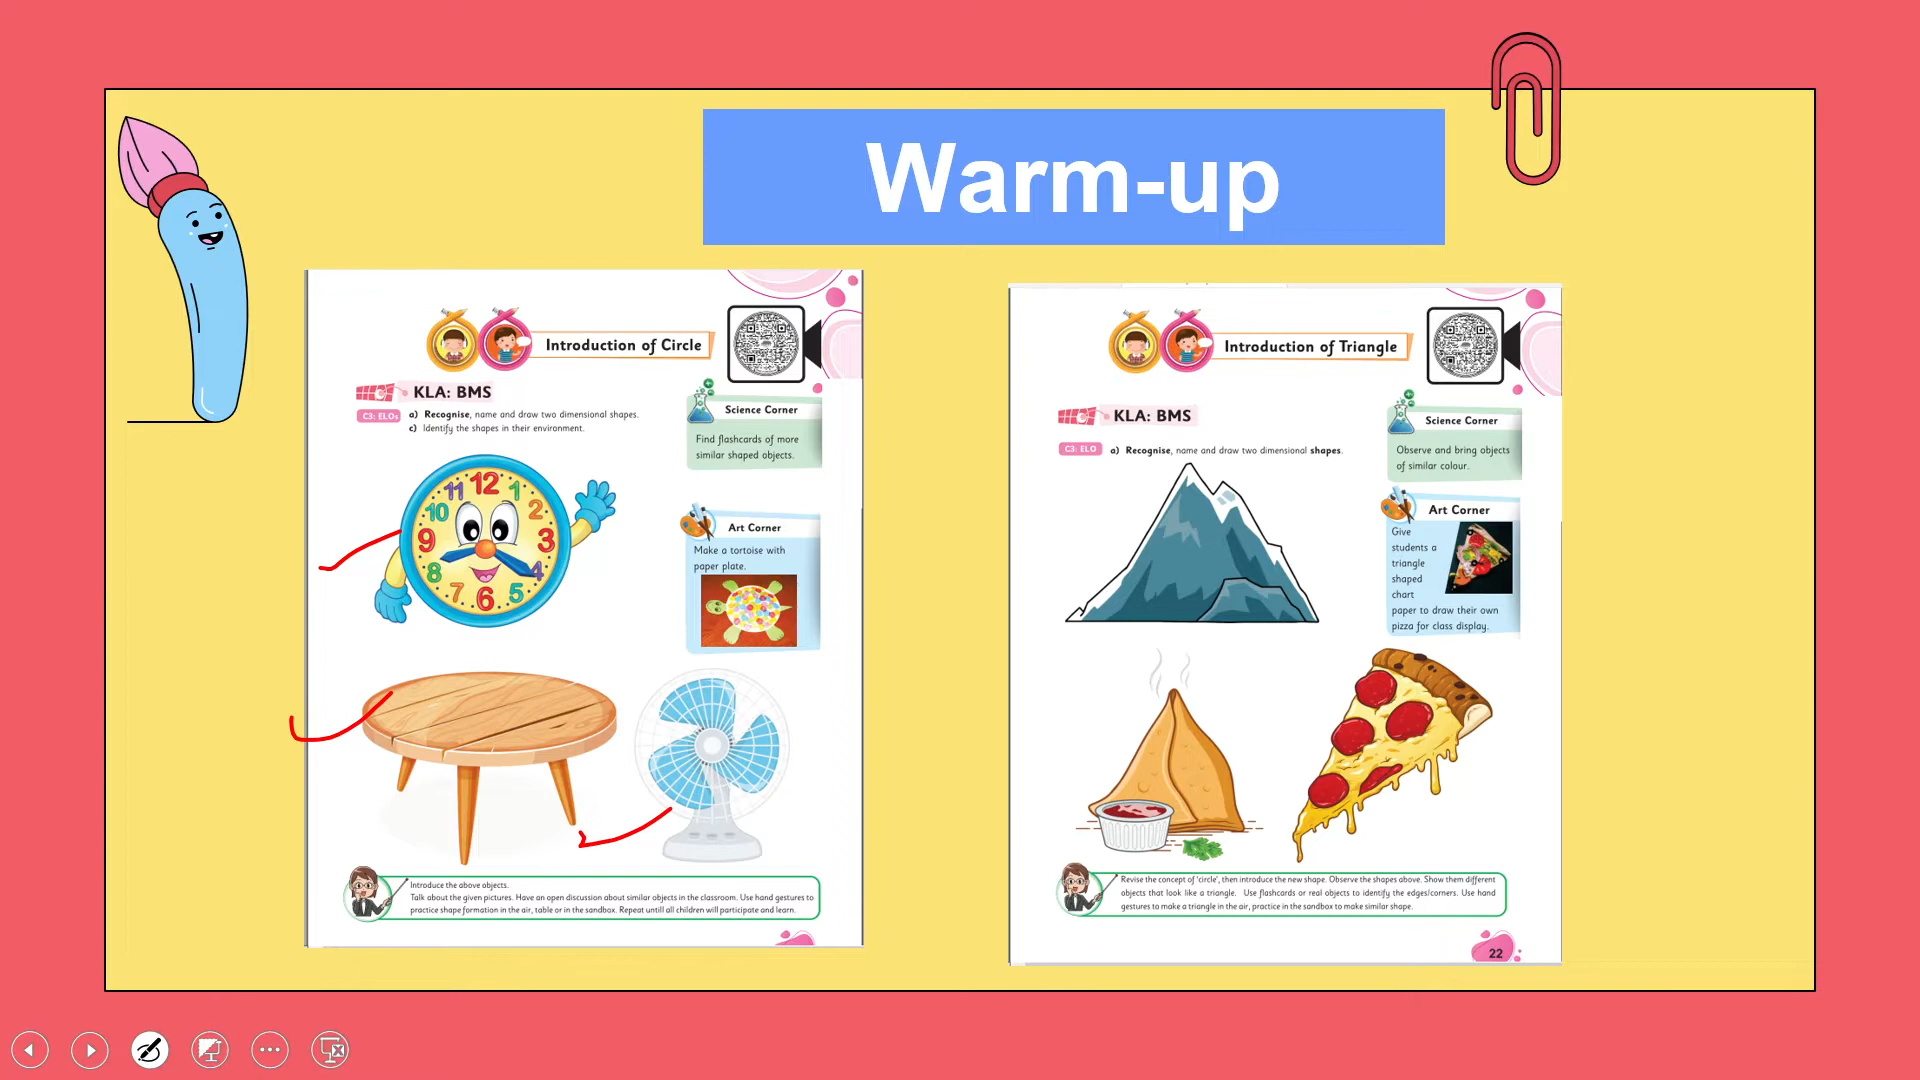 Warm-up
Introduction of Circle
KLA: BMS
C3: ELOs
a) Recognise, name and draw two dimensional shapes.
c) Identify the shapes in their environment.
Science Corner
Find flashcards of more
similar shaped objects.
12
11 1
10 2
9 3
8 4
7 5
6
Art Corner
Make a tortoise with
paper plate.
Introduce the above objects.
Talk about the given pictures. Have an open discussion about similar objects in the classroom. Use hand gestures to
practice shape formation in the air, table or in the sandbox. Repeat untill all children will participate and learn.
Introduction of Triangle
KLA: BMS
C3: ELO
a) Recognise, name and draw two dimensional shapes.
Science Corner
Observe and bring objects
of similar colour.
Art Corner
Give
students a
triangle
shaped
chart
paper to draw their own
pizza for class display.
Revise the concept of 'circle', then introduce the new shape. Observe the shapes above. Show them different
objects that look like a triangle. Use flashcards or real objects to identify the edges/corners. Use hand
gestures to make a triangle in the air, practice in the sandbox to make similar shape.
22